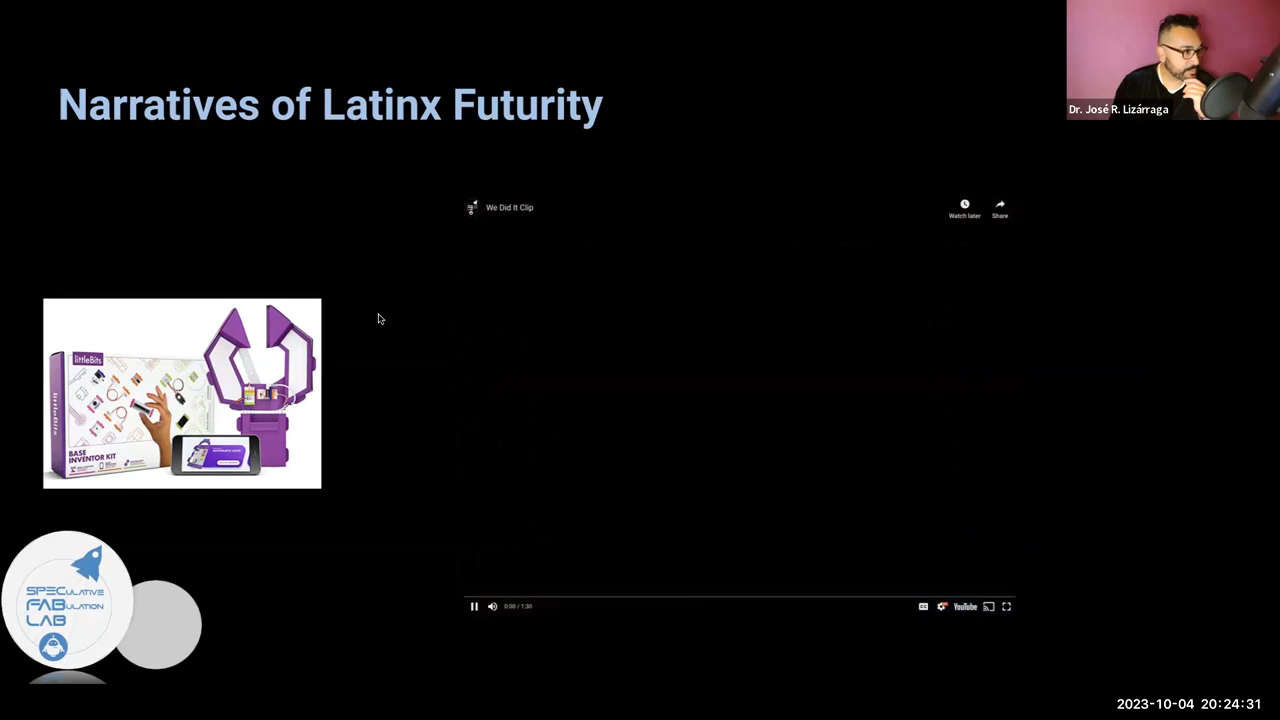 Narratives of Latinx Futurity
Dr. José R. Lizárraga
We Did It Clip
Watch later
Share
littleBits
littleBits
BASE
INVENTOR KIT
SPECULATIVE
FABULATION
LAB
0:00 / 1:30
YouTube
2023-10-04 20:24:31